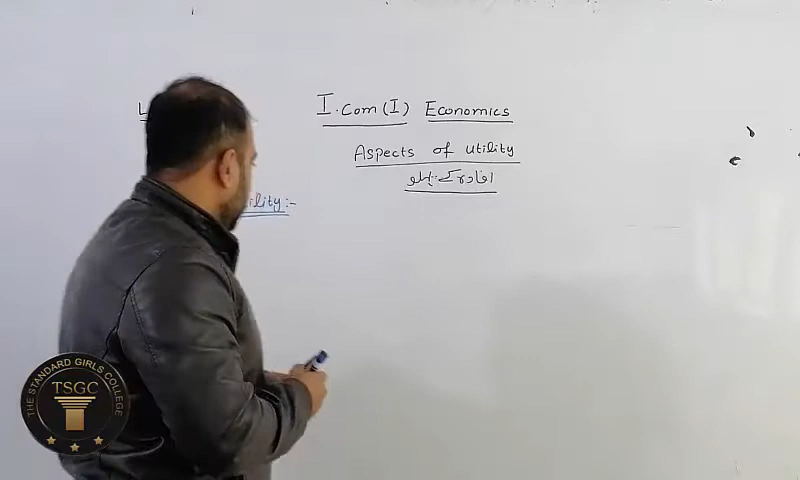 L
I.Com (I) Economics
Aspects of utility
افادہ کے پہلو
ility:-
THE STANDARD GIRLS COLLEGE
TSGC